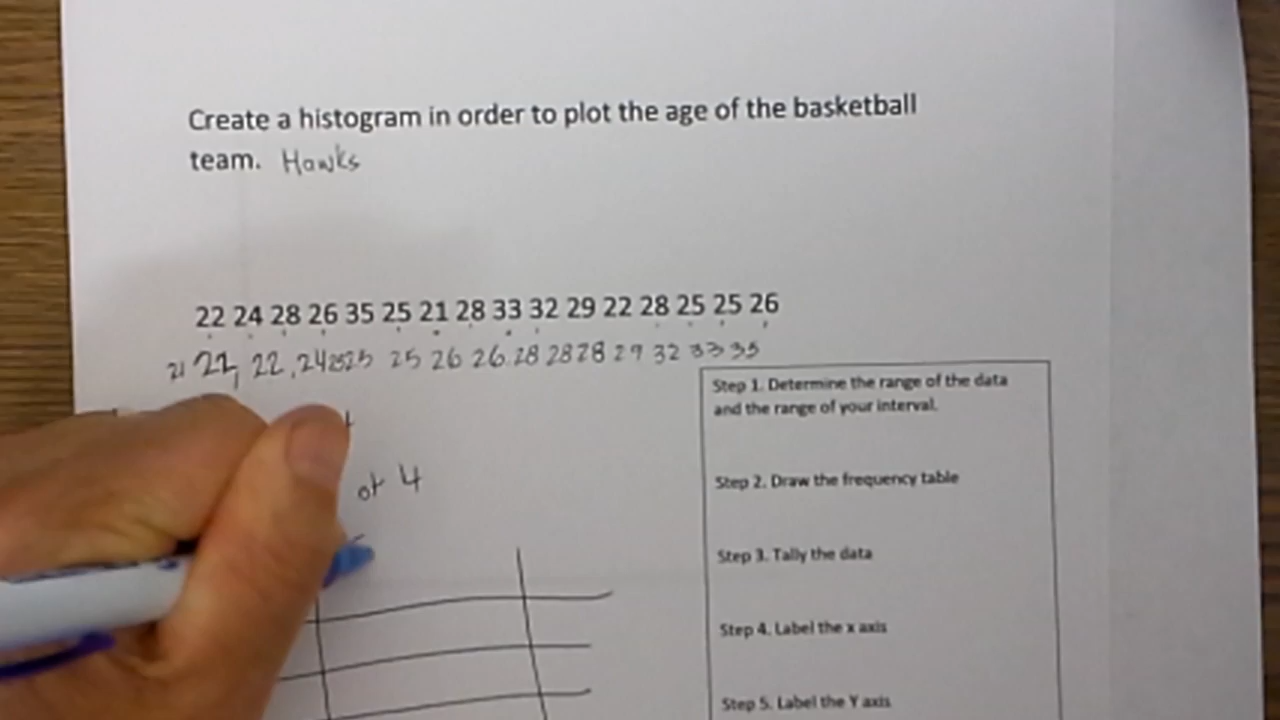 Create a histogram in order to plot the age of the basketball
team. Hawks
22 24 28 26 35 25 21 28 33 32 29 22 28 25 25 26
21 22, 22, 24 25 25 25 26 26 28 28 28 29 32 33 35
of 4
Step 1. Determine the range of the data
and the range of your interval.
Step 2. Draw the frequency table
Step 3. Tally the data
Step 4. Label the x axis
Step 5. Label the Y axis